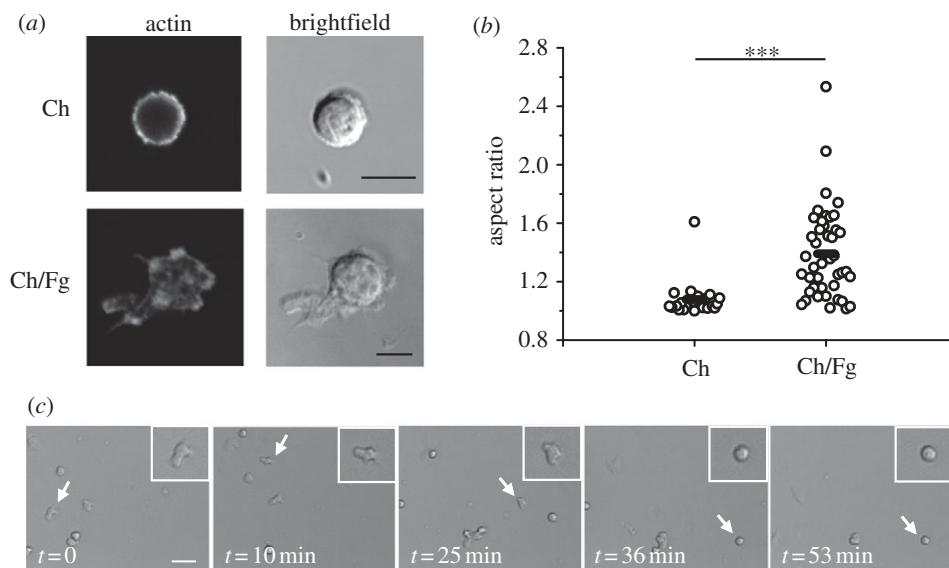 (a)
actin
brightfield
Ch
Ch/Fg
(b)
***
2.8
2.4
2.0
1.6
1.2
0.8
aspect ratio
Ch
Ch/Fg
(c)
t = 0
t = 10 min
t = 25 min
t = 36 min
t = 53 min